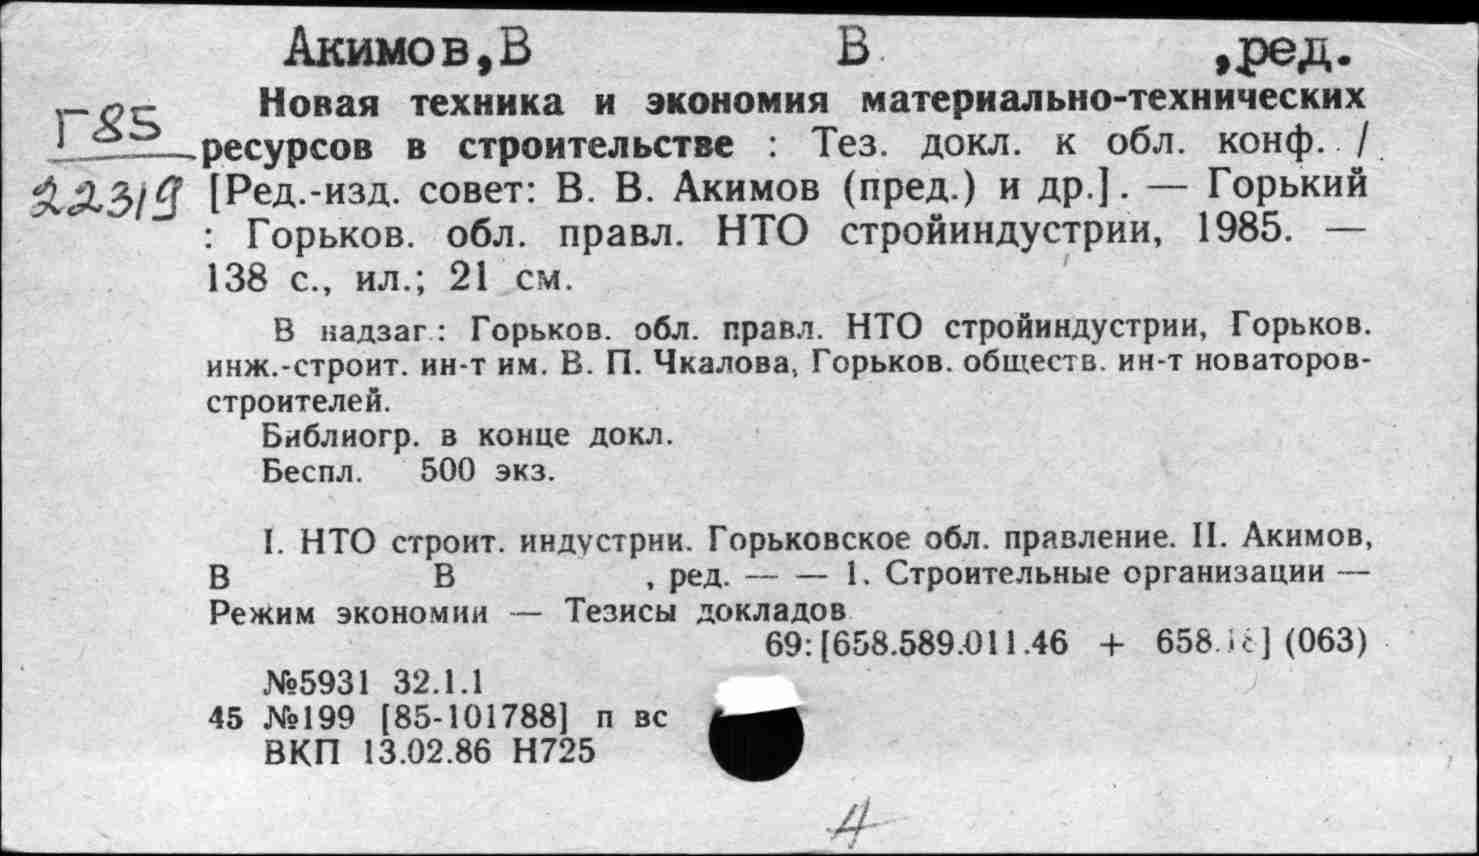 Акимов,В В ,ред.
Новая техника и экономия материально-технических
Г85
ресурсов в строительстве : Тез. докл. к обл. конф. /
22319
[Ред.-изд. совет: В. В. Акимов (пред.) и др.]. — Горький
: Горьков. обл. правл. НТО стройиндустрии, 1985. —
138 с., ил.; 21 см.
В надзаг.: Горьков. обл. правл. НТО стройиндустрии, Горьков.
инж.-строит. ин-т им. В. П. Чкалова, Горьков. обществ. ин-т новаторов-
строителей.
Библиогр. в конце докл.
Беспл. 500 экз.
I. НТО строит. индустрии. Горьковское обл. правление. II. Акимов,
В В , ред. — — 1. Строительные организации —
Режим экономии — Тезисы докладов
69:[658.589.011.46 + (063)
№5931 32.1.1
45 №199 [85-101788] п вс
ВКП 13.02.86 Н725
4